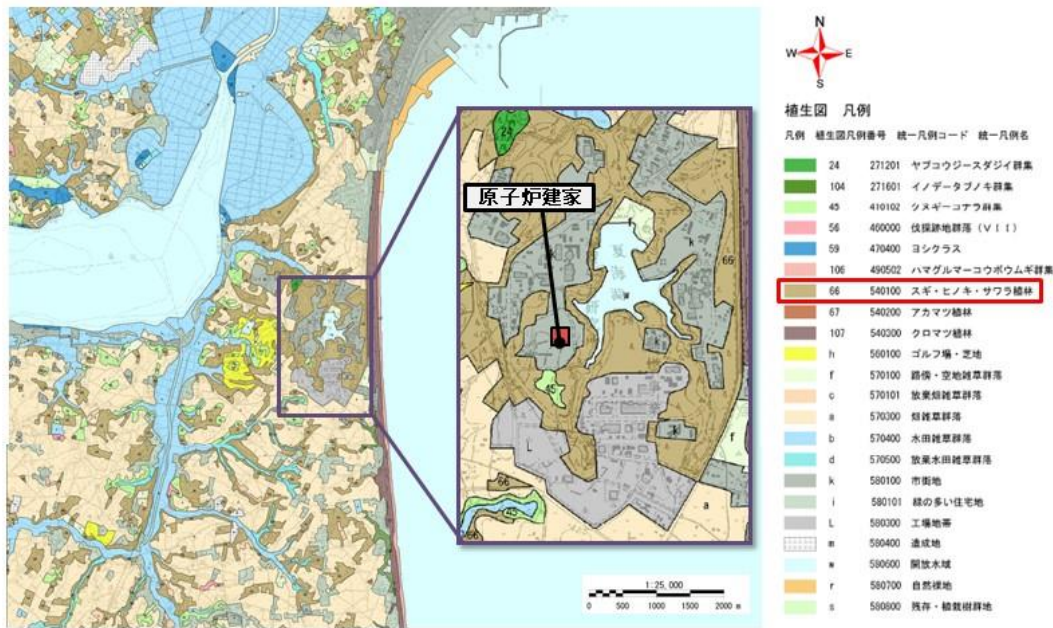 N
W E
S
植生図 凡例
凡例 植生図凡例番号 統一凡例コード 統一凡例名
24 271201 ヤブコウジースダジイ群集
104 271601 イノデータブノキ群集
45 410102 クヌギーコナラ群集
56 460000 伐採跡地群落(VII)
59 470400 ヨシクラス
106 490502 ハマグルマーコウボウムギ群集
66 540100 スギ・ヒノキ・サワラ植林
67 540200 アカマツ植林
107 540300 クロマツ植林
h 560100 ゴルフ場・芝地
f 570100 路傍・空地雑草群落
c 570101 放棄畑雑草群落
a 570300 畑雑草群落
b 570400 水田雑草群落
d 570500 放棄水田雑草群落
k 580100 市街地
i 580101 緑の多い住宅地
L 580300 工場地帯
m 580400 造成地
w 580600 開放水域
r 580700 自然裸地
s 580800 残存・植栽樹群地
原子炉建家
24
f
k
66
w
k
45
k
L
f
66
45
a
66
1:25,000
0 500 1000 1500 2000 m